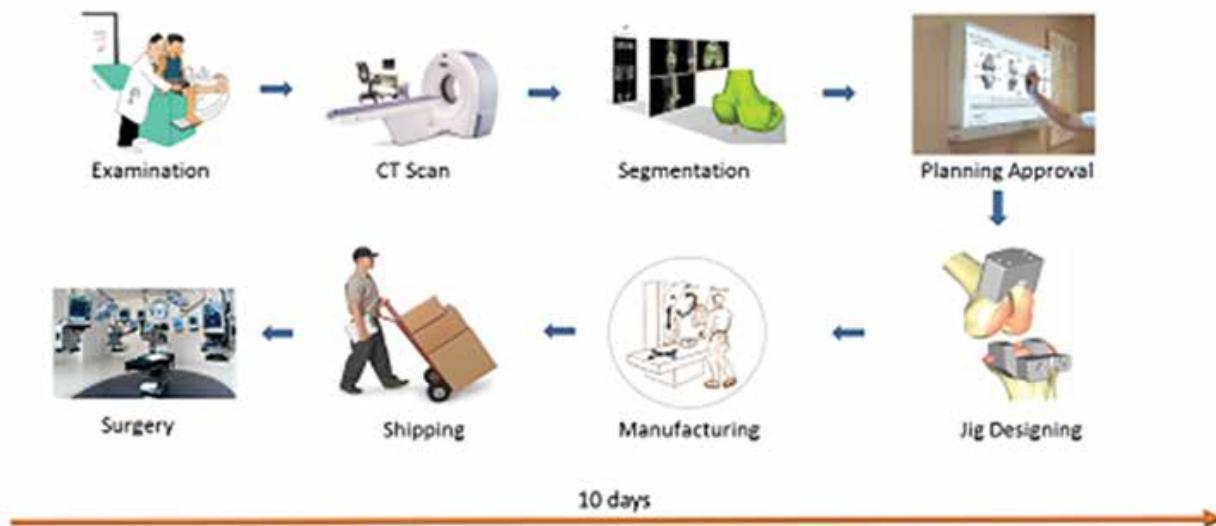 Examination
CT Scan
Segmentation
Planning Approval
Jig Designing
Manufacturing
Shipping
Surgery
10 days